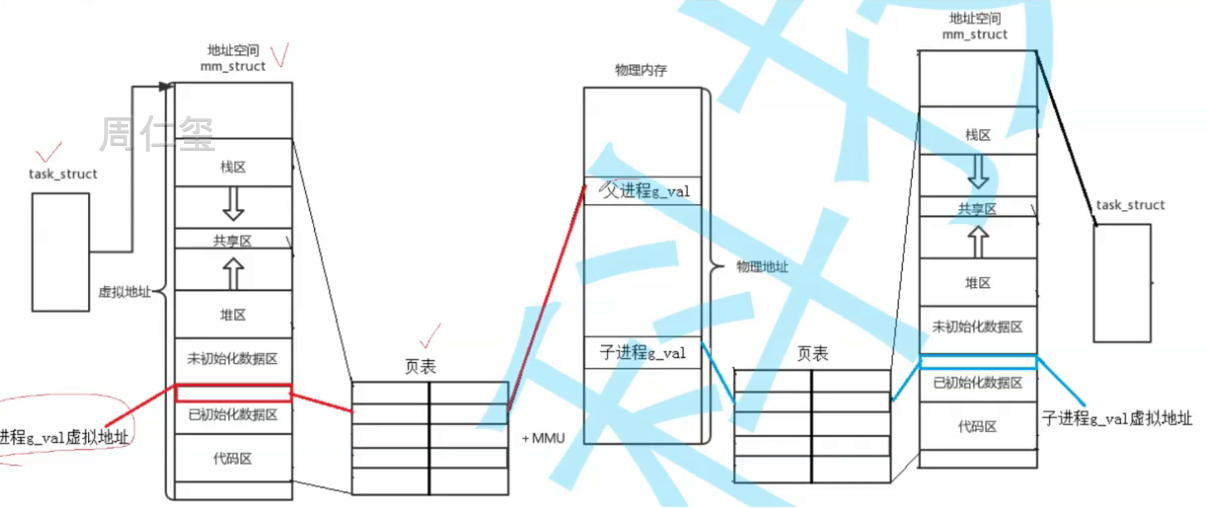 地址空间
mm_struct
周仁玺
task_struct
栈区
共享区
虚拟地址
堆区
未初始化数据区
已初始化数据区
进程g_val虚拟地址
代码区
页表
+MMU
物理内存
父进程g_val
物理地址
子进程g_val
页表
地址空间
mm_struct
栈区
共享区
task_struct
堆区
未初始化数据区
已初始化数据区
子进程g_val虚拟地址
代码区